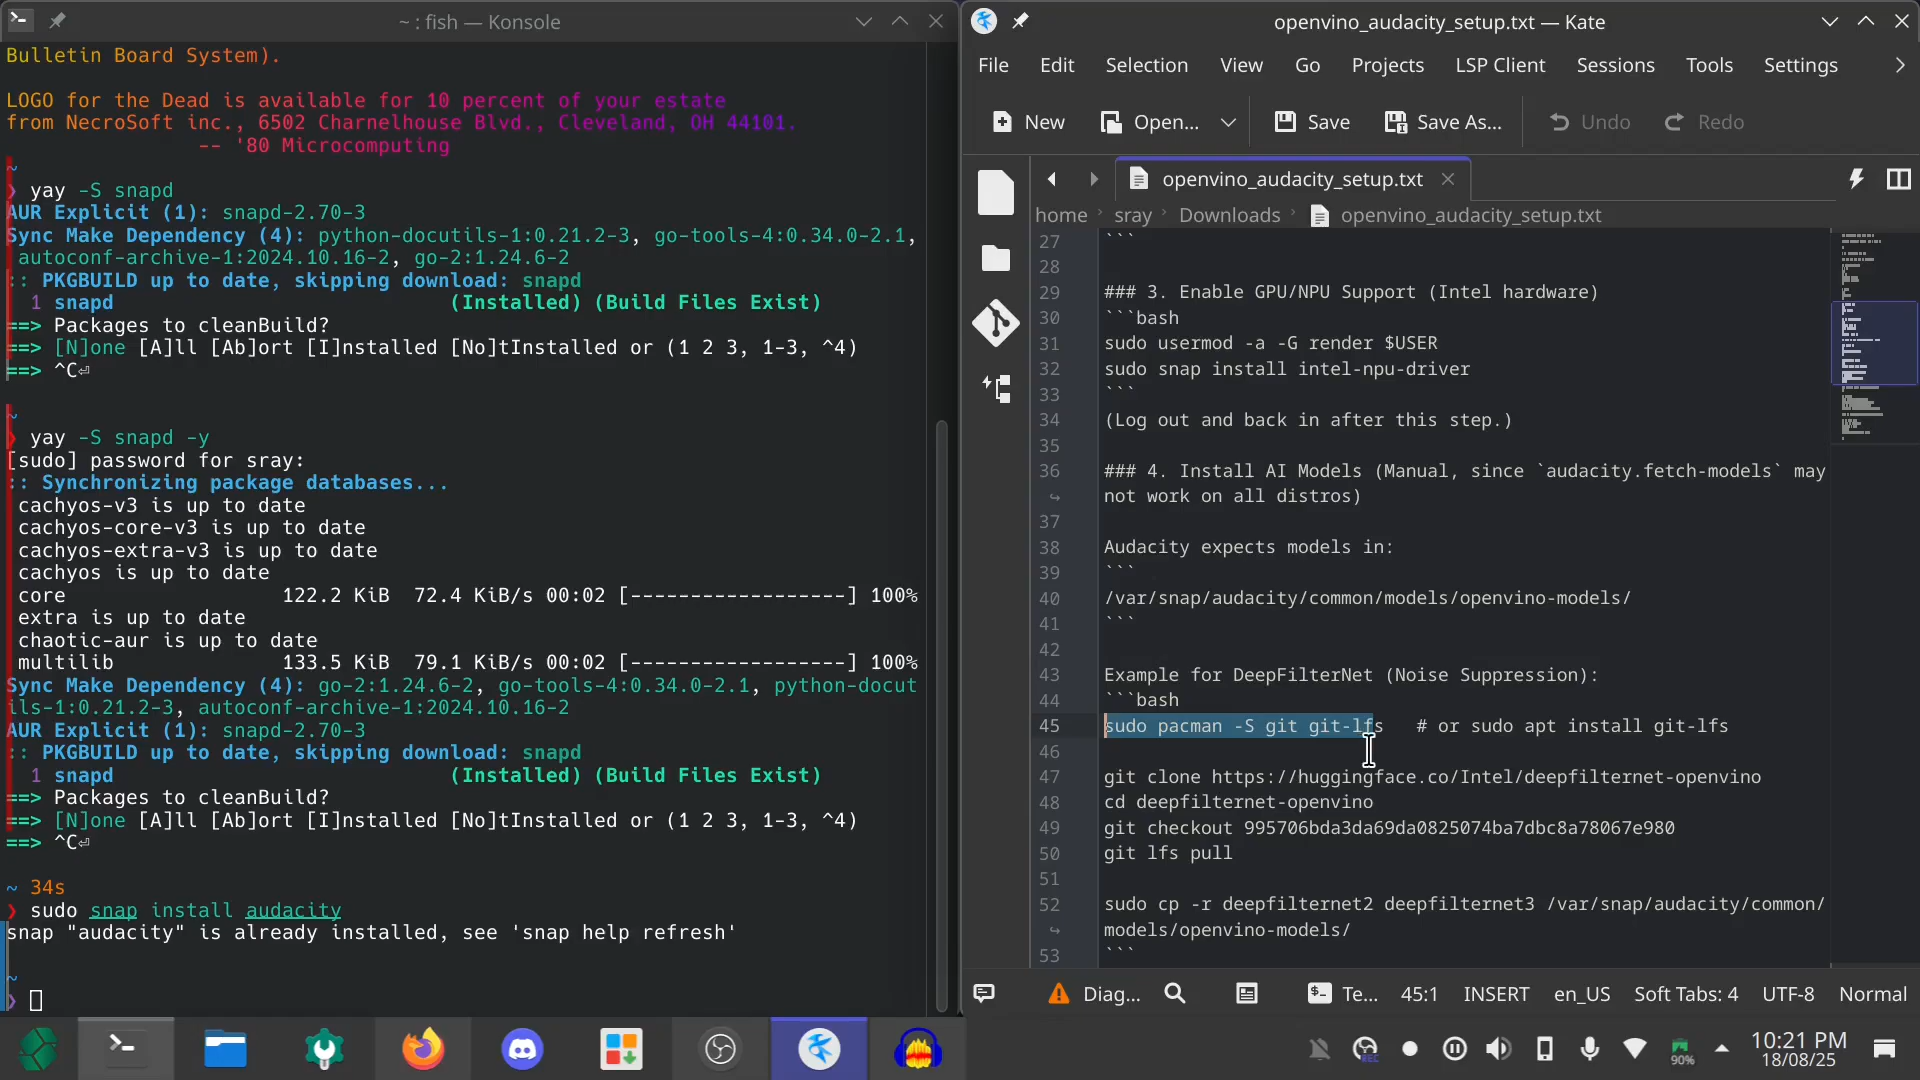 ~ : fish — Konsole
Bulletin Board System).
LOGO for the Dead is available for 10 percent of your estate
from NecroSoft inc., 6502 Charnelhouse Blvd., Cleveland, OH 44101.
-- '80 Microcomputing
~
❯ yay -S snapd
AUR Explicit (1): snapd-2.70-3
Sync Make Dependency (4): python-docutils-1:0.21.2-3, go-tools-4:0.34.0-2.1,
autoconf-archive-1:2024.10.16-2, go-2:1.24.6-2
:: PKGBUILD up to date, skipping download: snapd
1 snapd (Installed) (Build Files Exist)
==> Packages to cleanBuild?
==> [N]one [A]ll [Ab]ort [I]nstalled [No]tInstalled or (1 2 3, 1-3, ^4)
==> ^C⏎
~
❯ yay -S snapd -y
[sudo] password for sray:
:: Synchronizing package databases...
cachyos-v3 is up to date
cachyos-core-v3 is up to date
cachyos-extra-v3 is up to date
cachyos is up to date
core 122.2 KiB 72.4 KiB/s 00:02 [------------------] 100%
extra is up to date
chaotic-aur is up to date
multilib 133.5 KiB 79.1 KiB/s 00:02 [------------------] 100%
Sync Make Dependency (4): go-2:1.24.6-2, go-tools-4:0.34.0-2.1, python-docut
ils-1:0.21.2-3, autoconf-archive-1:2024.10.16-2
AUR Explicit (1): snapd-2.70-3
:: PKGBUILD up to date, skipping download: snapd
1 snapd (Installed) (Build Files Exist)
==> Packages to cleanBuild?
==> [N]one [A]ll [Ab]ort [I]nstalled [No]tInstalled or (1 2 3, 1-3, ^4)
==> ^C⏎
~ 34s
❯ sudo snap install audacity
snap "audacity" is already installed, see 'snap help refresh'
~
❯
openvino_audacity_setup.txt — Kate
File Edit Selection View Go Projects LSP Client Sessions Tools Settings
New Open... Save Save As... Undo Redo
openvino_audacity_setup.txt
home sray Downloads openvino_audacity_setup.txt
27 ```
28
29 ### 3. Enable GPU/NPU Support (Intel hardware)
30 ```bash
31 sudo usermod -a -G render $USER
32 sudo snap install intel-npu-driver
33 ```
34 (Log out and back in after this step.)
35
36 ### 4. Install AI Models (Manual, since `audacity.fetch-models` may
not work on all distros)
37
38 Audacity expects models in:
39 ```
40 /var/snap/audacity/common/models/openvino-models/
41 ```
42
43 Example for DeepFilterNet (Noise Suppression):
44 ```bash
45 sudo pacman -S git git-lfs # or sudo apt install git-lfs
46
47 git clone https://huggingface.co/Intel/deepfilternet-openvino
48 cd deepfilternet-openvino
49 git checkout 995706bda3da69da0825074ba7dbc8a78067e980
50 git lfs pull
51
52 sudo cp -r deepfilternet2 deepfilternet3 /var/snap/audacity/common/
models/openvino-models/
53 ```
Diag... Te... 45:1 INSERT en_US Soft Tabs: 4 UTF-8 Normal
REC 90% 10:21 PM
18/08/25